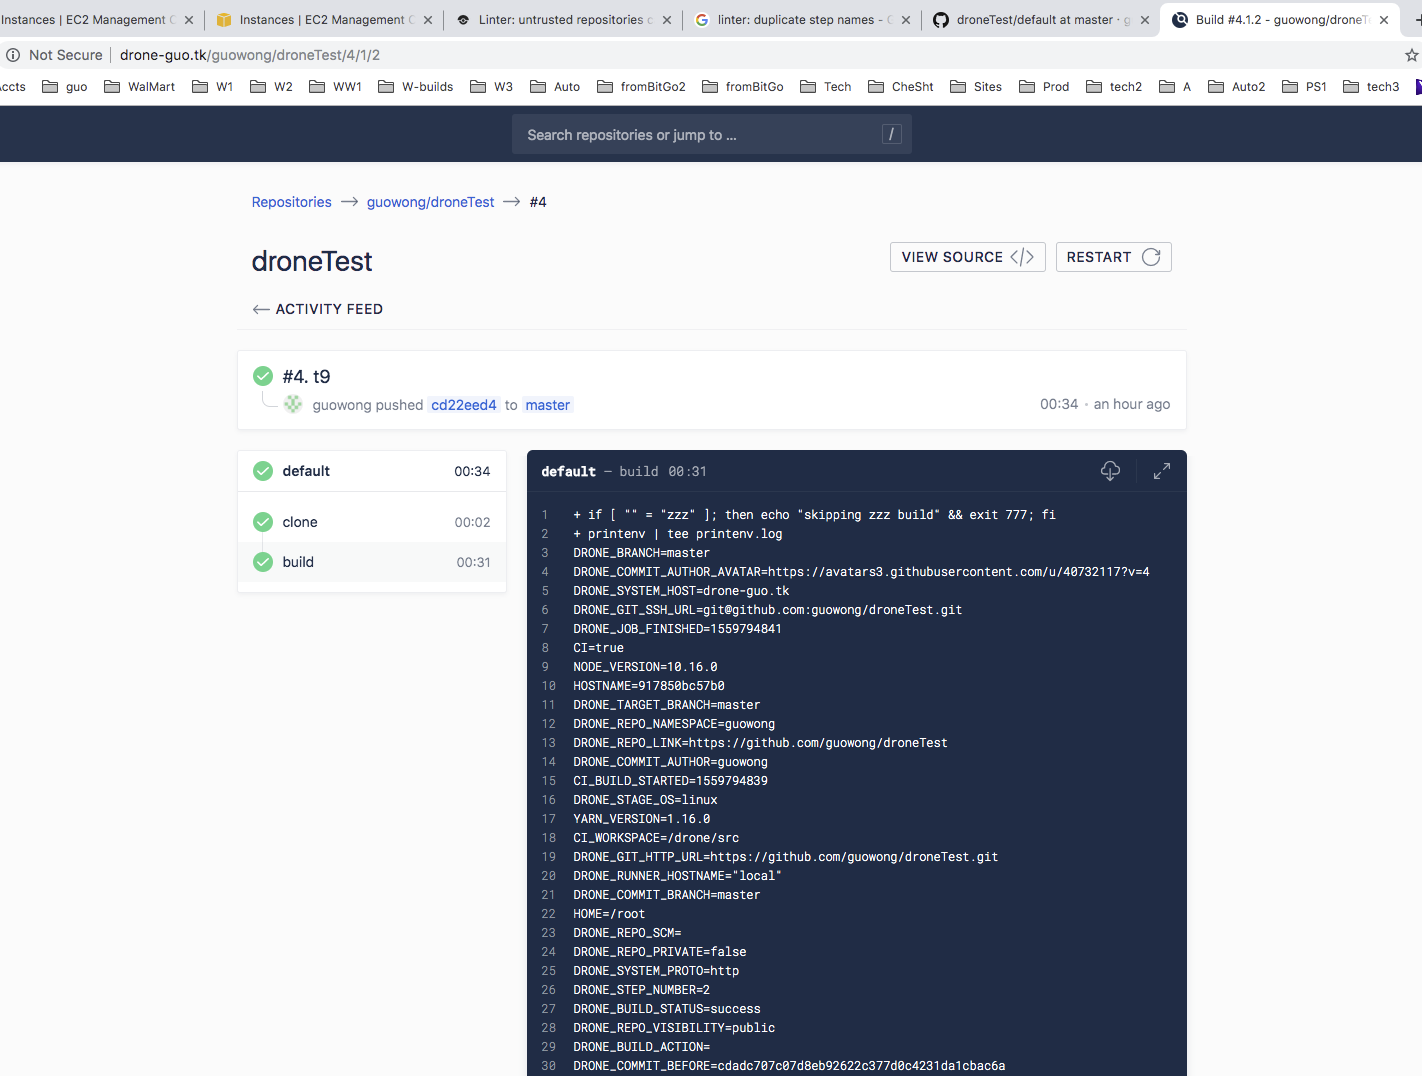 Instances | EC2 Management C
Instances | EC2 Management C
Linter: untrusted repositories c
linter: duplicate step names - G
droneTest/default at master · g
Build #4.1.2 - guowong/droneTe
Not Secure | drone-guo.tk/guowong/droneTest/4/1/2
ccts guo WalMart W1 W2 WW1 W-builds W3 Auto fromBitGo2 fromBitGo Tech CheSht Sites Prod tech2 A Auto2 PS1 tech3
Search repositories or jump to ... /
Repositories → guowong/droneTest → #4
droneTest
VIEW SOURCE </> RESTART
← ACTIVITY FEED
#4. t9
guowong pushed cd22eed4 to master 00:34 · an hour ago
default 00:34
clone 00:02
build 00:31
default — build 00:31
1 + if [ "" = "zzz" ]; then echo "skipping zzz build" && exit 777; fi
2 + printenv | tee printenv.log
3 DRONE_BRANCH=master
4 DRONE_COMMIT_AUTHOR_AVATAR=https://avatars3.githubusercontent.com/u/40732117?v=4
5 DRONE_SYSTEM_HOST=drone-guo.tk
6 DRONE_GIT_SSH_URL=git@github.com:guowong/droneTest.git
7 DRONE_JOB_FINISHED=1559794841
8 CI=true
9 NODE_VERSION=10.16.0
10 HOSTNAME=917850bc57b0
11 DRONE_TARGET_BRANCH=master
12 DRONE_REPO_NAMESPACE=guowong
13 DRONE_REPO_LINK=https://github.com/guowong/droneTest
14 DRONE_COMMIT_AUTHOR=guowong
15 CI_BUILD_STARTED=1559794839
16 DRONE_STAGE_OS=linux
17 YARN_VERSION=1.16.0
18 CI_WORKSPACE=/drone/src
19 DRONE_GIT_HTTP_URL=https://github.com/guowong/droneTest.git
20 DRONE_RUNNER_HOSTNAME="local"
21 DRONE_COMMIT_BRANCH=master
22 HOME=/root
23 DRONE_REPO_SCM=
24 DRONE_REPO_PRIVATE=false
25 DRONE_SYSTEM_PROTO=http
26 DRONE_STEP_NUMBER=2
27 DRONE_BUILD_STATUS=success
28 DRONE_REPO_VISIBILITY=public
29 DRONE_BUILD_ACTION=
30 DRONE_COMMIT_BEFORE=cdadc707c07d8eb92622c377d0c4231da1cbac6a